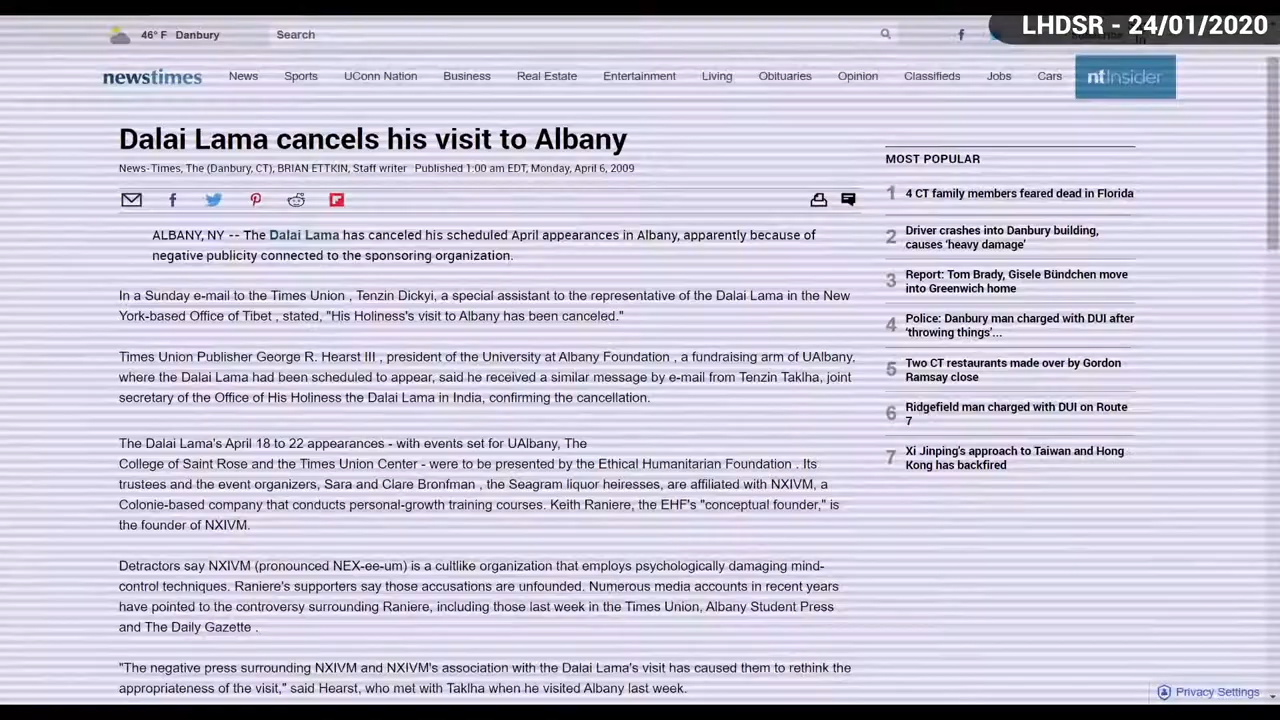 LHDSR - 24/01/2020
46° F Danbury
Search
newstimes
News
Sports
UConn Nation
Business
Real Estate
Entertainment
Living
Obituaries
Opinion
Classifieds
Jobs
Cars
ntInsider
Dalai Lama cancels his visit to Albany
News-Times, The (Danbury, CT), BRIAN ETTKIN, Staff writer Published 1:00 am EDT, Monday, April 6, 2009
ALBANY, NY -- The Dalai Lama has canceled his scheduled April appearances in Albany, apparently because of
negative publicity connected to the sponsoring organization.
In a Sunday e-mail to the Times Union , Tenzin Dickyi, a special assistant to the representative of the Dalai Lama in the New
York-based Office of Tibet , stated, "His Holiness's visit to Albany has been canceled."
Times Union Publisher George R. Hearst III , president of the University at Albany Foundation , a fundraising arm of UAlbany,
where the Dalai Lama had been scheduled to appear, said he received a similar message by e-mail from Tenzin Taklha, joint
secretary of the Office of His Holiness the Dalai Lama in India, confirming the cancellation.
The Dalai Lama's April 18 to 22 appearances - with events set for UAlbany, The
College of Saint Rose and the Times Union Center - were to be presented by the Ethical Humanitarian Foundation . Its
trustees and the event organizers, Sara and Clare Bronfman , the Seagram liquor heiresses, are affiliated with NXIVM, a
Colonie-based company that conducts personal-growth training courses. Keith Raniere, the EHF's "conceptual founder," is
the founder of NXIVM.
Detractors say NXIVM (pronounced NEX-ee-um) is a cultlike organization that employs psychologically damaging mind-
control techniques. Raniere's supporters say those accusations are unfounded. Numerous media accounts in recent years
have pointed to the controversy surrounding Raniere, including those last week in the Times Union, Albany Student Press
and The Daily Gazette .
"The negative press surrounding NXIVM and NXIVM's association with the Dalai Lama's visit has caused them to rethink the
appropriateness of the visit," said Hearst, who met with Taklha when he visited Albany last week.
MOST POPULAR
1 4 CT family members feared dead in Florida
2 Driver crashes into Danbury building,
causes 'heavy damage'
3 Report: Tom Brady, Gisele Bündchen move
into Greenwich home
4 Police: Danbury man charged with DUI after
'throwing things'...
5 Two CT restaurants made over by Gordon
Ramsay close
6 Ridgefield man charged with DUI on Route
7
7 Xi Jinping's approach to Taiwan and Hong
Kong has backfired
Privacy Settings